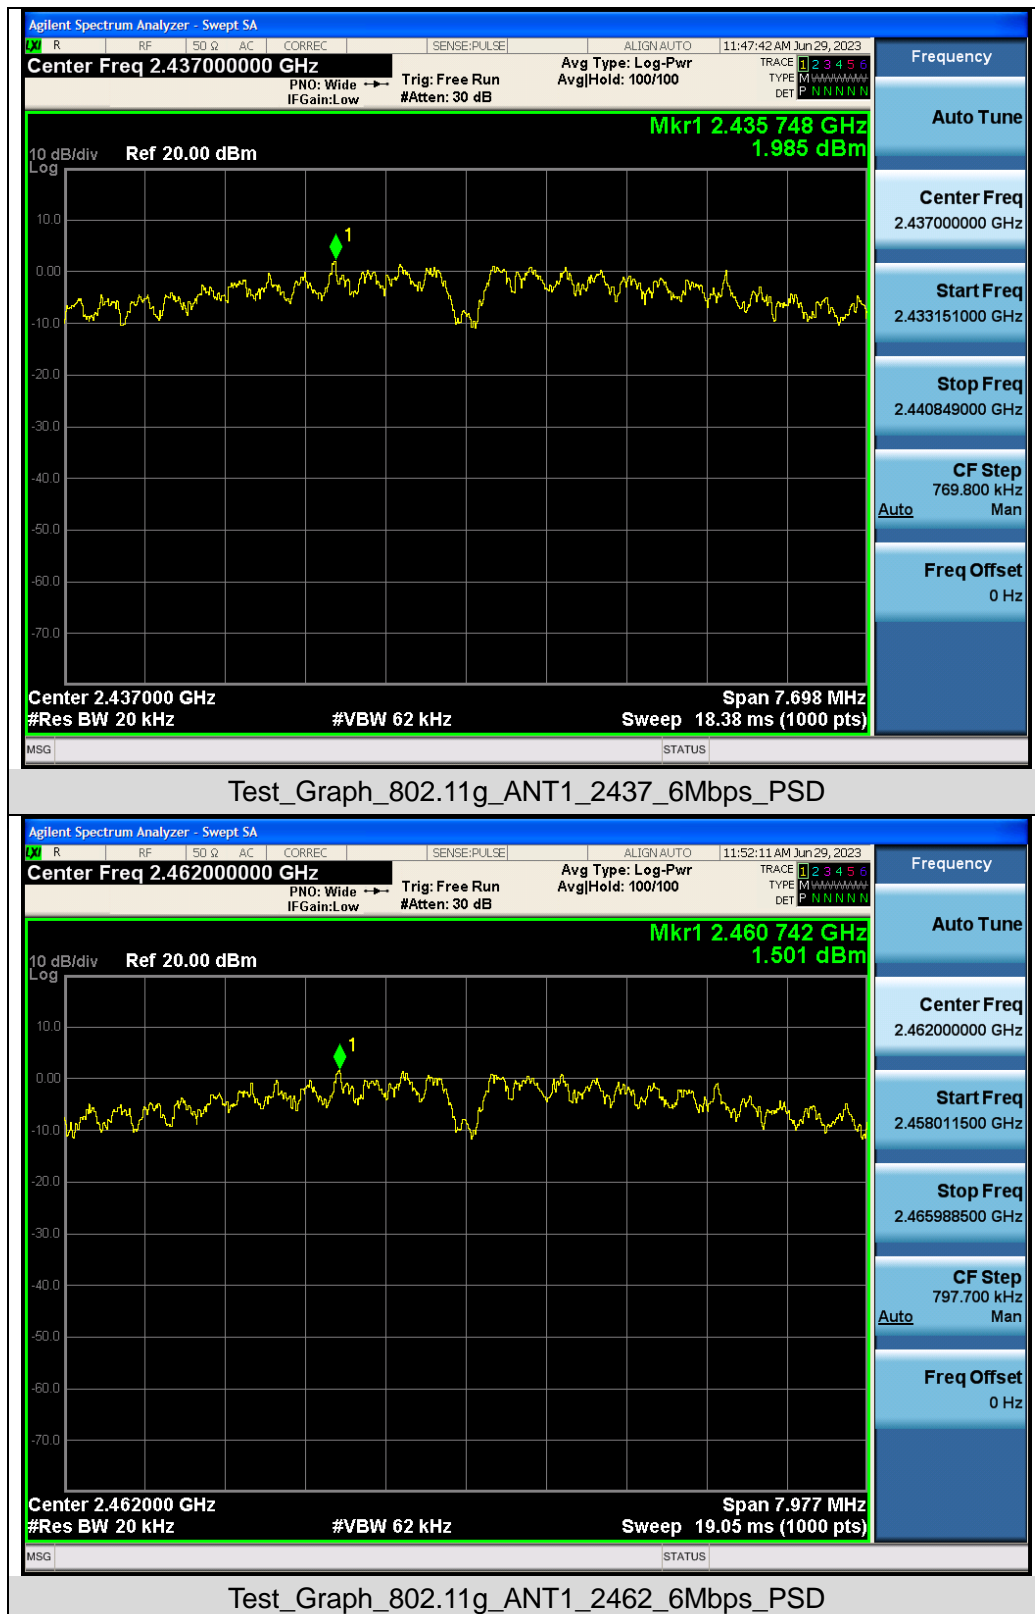 Agilent Spectrum Analyzer - Swept SA
LXI R RF 50 Ω AC CORREC SENSE:PULSE ALIGN AUTO 11:47:42 AM Jun 29, 2023
Center Freq 2.437000000 GHz
PNO: Wide
IFGain:Low
Trig: Free Run
#Atten: 30 dB
Avg Type: Log-Pwr
Avg|Hold: 100/100
TRACE 1 2 3 4 5 6
TYPE M
DET P N N N N N
Frequency
Mkr1 2.435 748 GHz
1.985 dBm
10 dB/div Ref 20.00 dBm
Log
10.0
0.00
-10.0
-20.0
-30.0
-40.0
-50.0
-60.0
-70.0
1
Center 2.437000 GHz Span 7.698 MHz
#Res BW 20 kHz #VBW 62 kHz Sweep 18.38 ms (1000 pts)
MSG STATUS
Auto Tune
Center Freq
2.437000000 GHz
Start Freq
2.433151000 GHz
Stop Freq
2.440849000 GHz
CF Step
769.800 kHz
Auto Man
Freq Offset
0 Hz
Test_Graph_802.11g_ANT1_2437_6Mbps_PSD
Agilent Spectrum Analyzer - Swept SA
LXI R RF 50 Ω AC CORREC SENSE:PULSE ALIGN AUTO 11:52:11 AM Jun 29, 2023
Center Freq 2.462000000 GHz
PNO: Wide
IFGain:Low
Trig: Free Run
#Atten: 30 dB
Avg Type: Log-Pwr
Avg|Hold: 100/100
TRACE 1 2 3 4 5 6
TYPE M
DET P N N N N N
Frequency
Mkr1 2.460 742 GHz
1.501 dBm
10 dB/div Ref 20.00 dBm
Log
10.0
0.00
-10.0
-20.0
-30.0
-40.0
-50.0
-60.0
-70.0
1
Center 2.462000 GHz Span 7.977 MHz
#Res BW 20 kHz #VBW 62 kHz Sweep 19.05 ms (1000 pts)
MSG STATUS
Auto Tune
Center Freq
2.462000000 GHz
Start Freq
2.458011500 GHz
Stop Freq
2.465988500 GHz
CF Step
797.700 kHz
Auto Man
Freq Offset
0 Hz
Test_Graph_802.11g_ANT1_2462_6Mbps_PSD